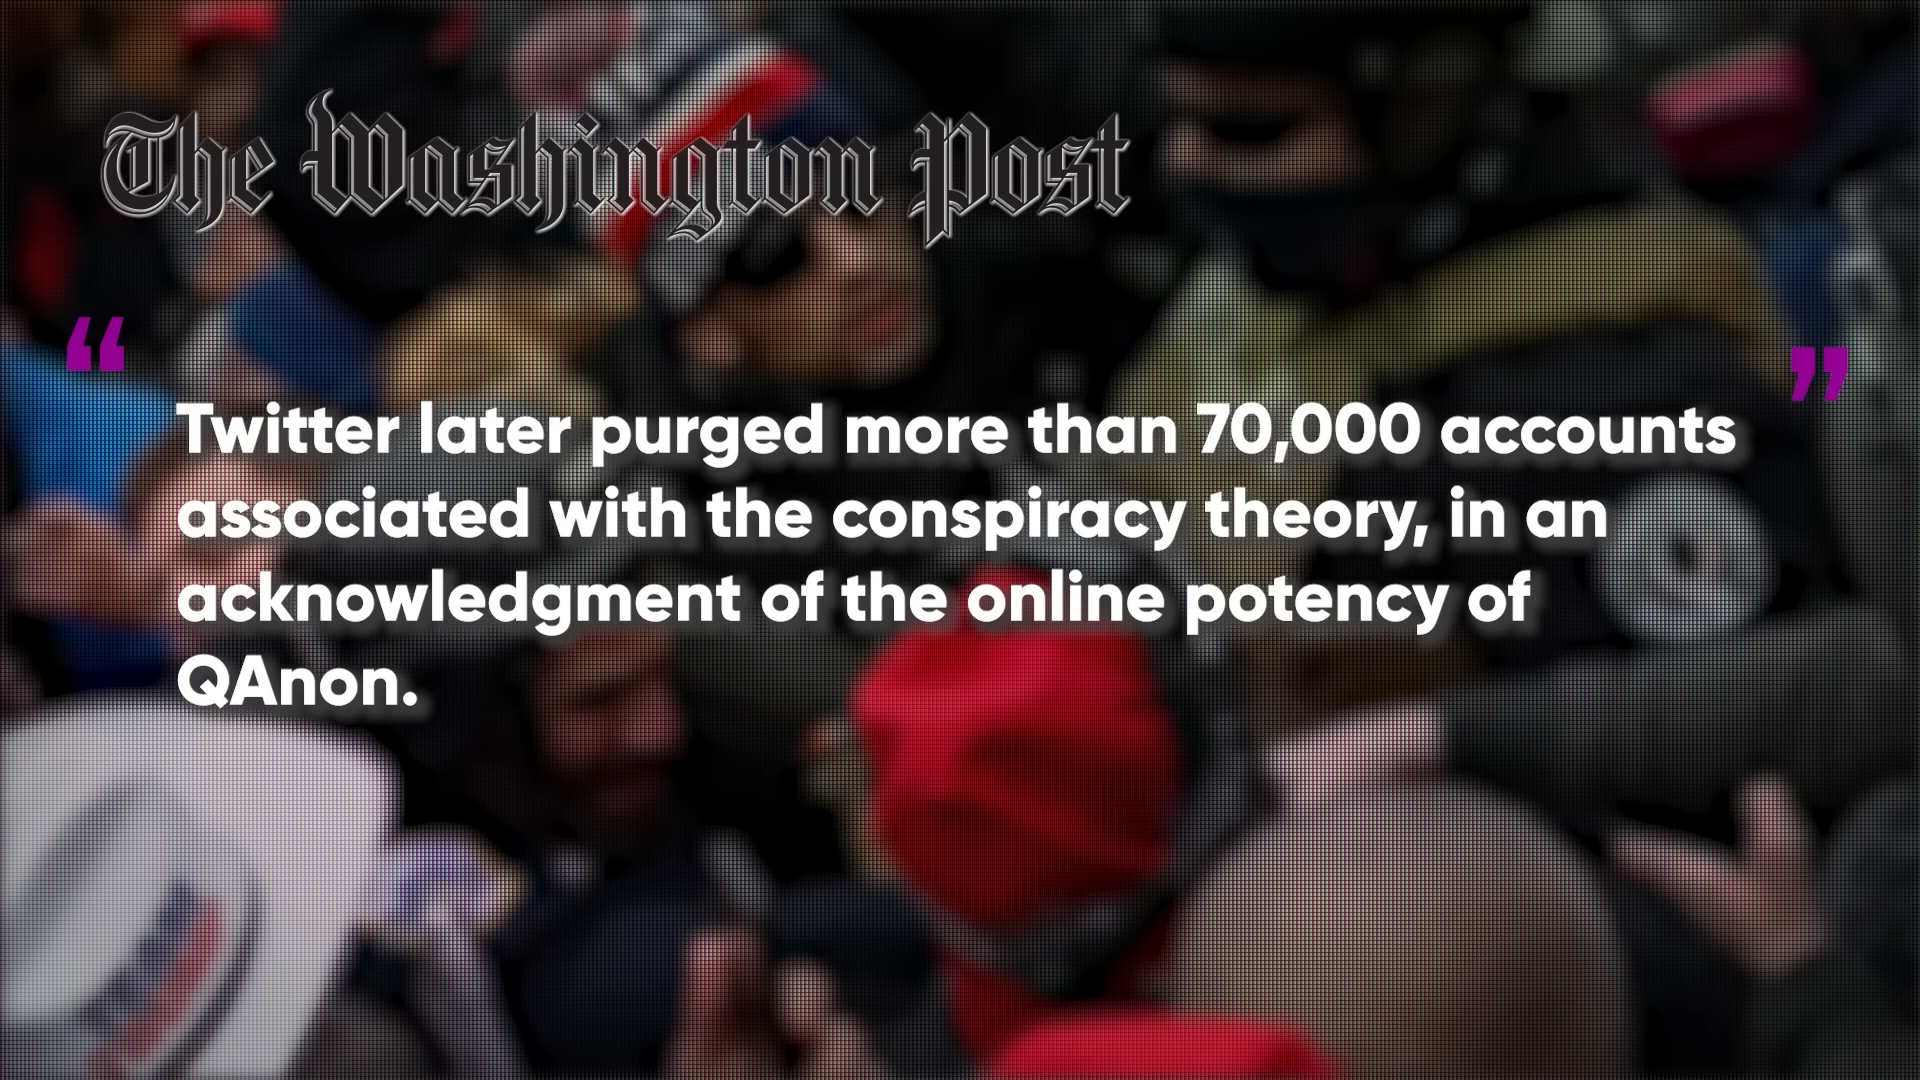 The Washington Post
“ ”
Twitter later purged more than 70,000 accounts
associated with the conspiracy theory, in an
acknowledgment of the online potency of
QAnon.